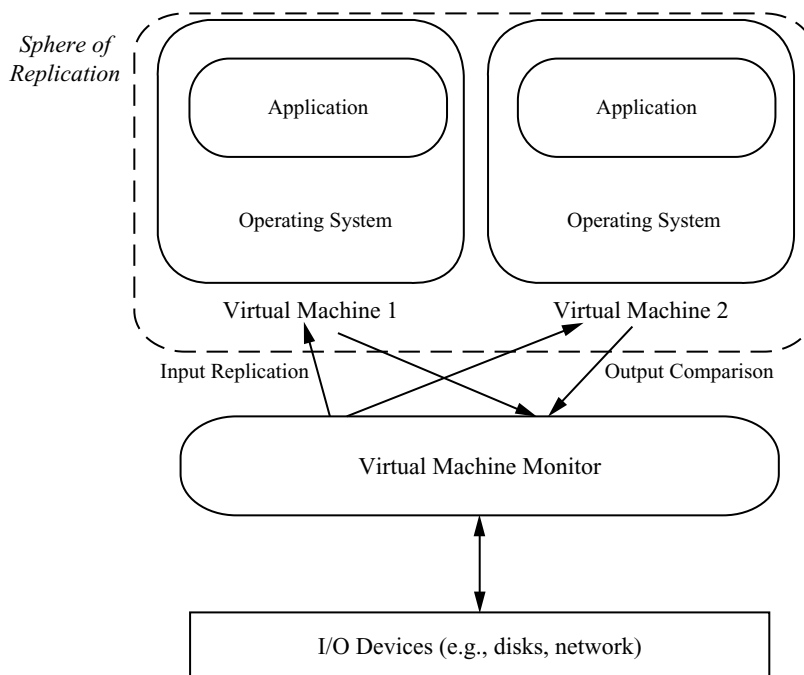 Sphere of
Replication
Application
Application
Operating System
Operating System
Virtual Machine 1
Virtual Machine 2
Input Replication
Output Comparison
Virtual Machine Monitor
I/O Devices (e.g., disks, network)